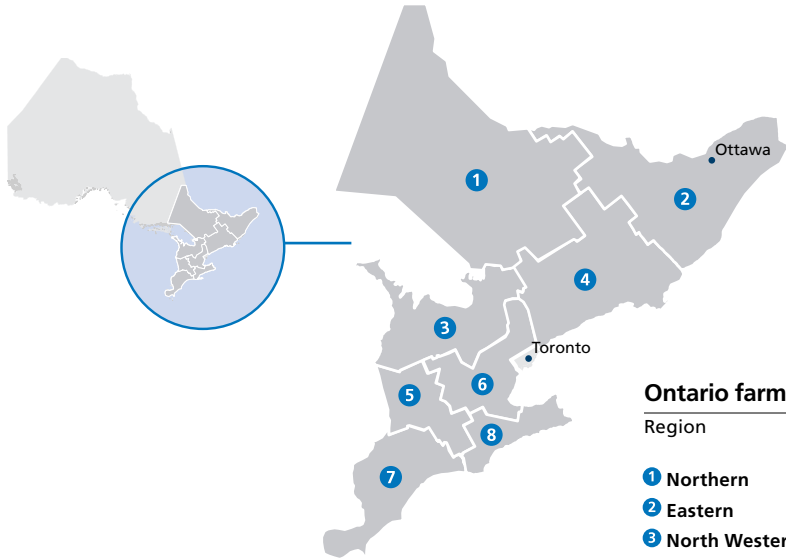 Ottawa
1
2
4
3
Toronto
6
5
8
7
Ontario farm
Region
1 Northern
2 Eastern
3 North Wester